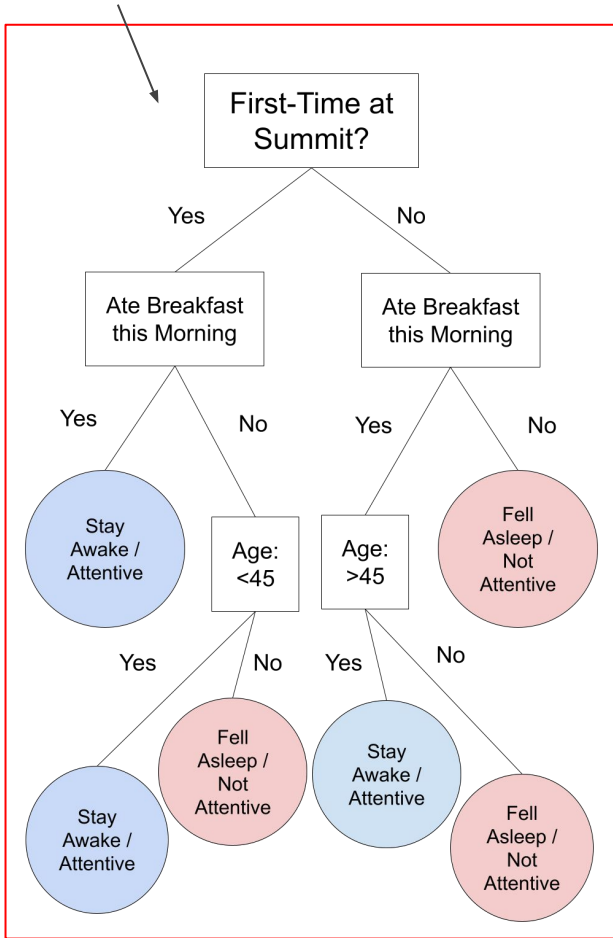 First-Time at
Summit?
Yes
No
Ate Breakfast
this Morning
Ate Breakfast
this Morning
Yes
No
Yes
No
Stay
Awake /
Attentive
Age:
<45
Age:
>45
Fell
Asleep /
Not
Attentive
Yes
No
Yes
No
Stay
Awake /
Attentive
Fell
Asleep /
Not
Attentive
Stay
Awake /
Attentive
Fell
Asleep /
Not
Attentive